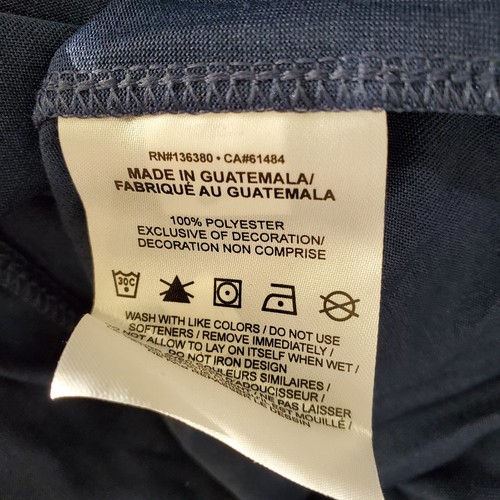 RN#136380 • CA#61484
MADE IN GUATEMALA/
FABRIQUÉ AU GUATEMALA
100% POLYESTER
EXCLUSIVE OF DECORATION/
DECORATION NON COMPRISE
30C
WASH WITH LIKE COLORS / DO NOT USE
SOFTENERS / REMOVE IMMEDIATELY /
DO NOT ALLOW TO LAY ON ITSELF WHEN WET /
DO NOT IRON DESIGN
COULEURS SIMILAIRES /
D'ADOUCISSEUR /
/ NE PAS LAISSER
LE EST MOUILLÉ /
DESSIN